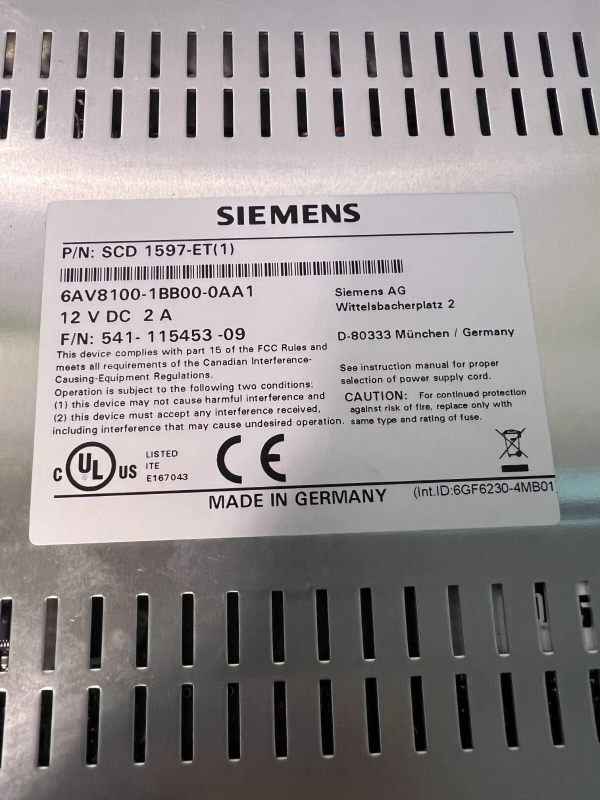 SIEMENS
P/N: SCD 1597-ET(1)
6AV8100-1BB00-0AA1
12 V DC 2 A
F/N: 541- 115453 -09
This device complies with part 15 of the FCC Rules and
meets all requirements of the Canadian Interference-
Causing-Equipment Regulations.
Operation is subject to the following two conditions:
(1) this device may not cause harmful interference and
(2) this device must accept any interference received,
including interference that may cause undesired operation.
Siemens AG
Wittelsbacherplatz 2
D-80333 München / Germany
See instruction manual for proper
selection of power supply cord.
CAUTION: For continued protection
against risk of fire, replace only with
same type and rating of fuse.
C UL US
LISTED
ITE
E167043
CE
MADE IN GERMANY
(Int.ID:6GF6230-4MB01